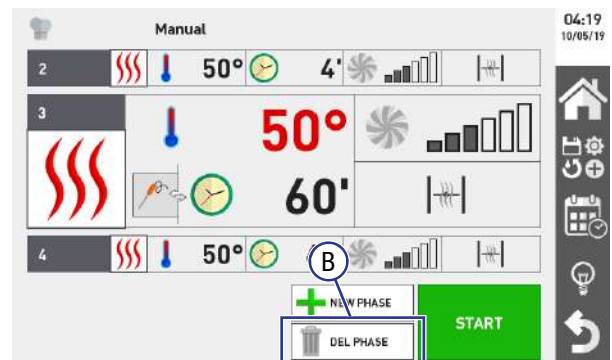 Manual
04:19
10/05/19
2 50° 4'
3
50°
60'
4 50°
B
NEW PHASE
DEL PHASE
START